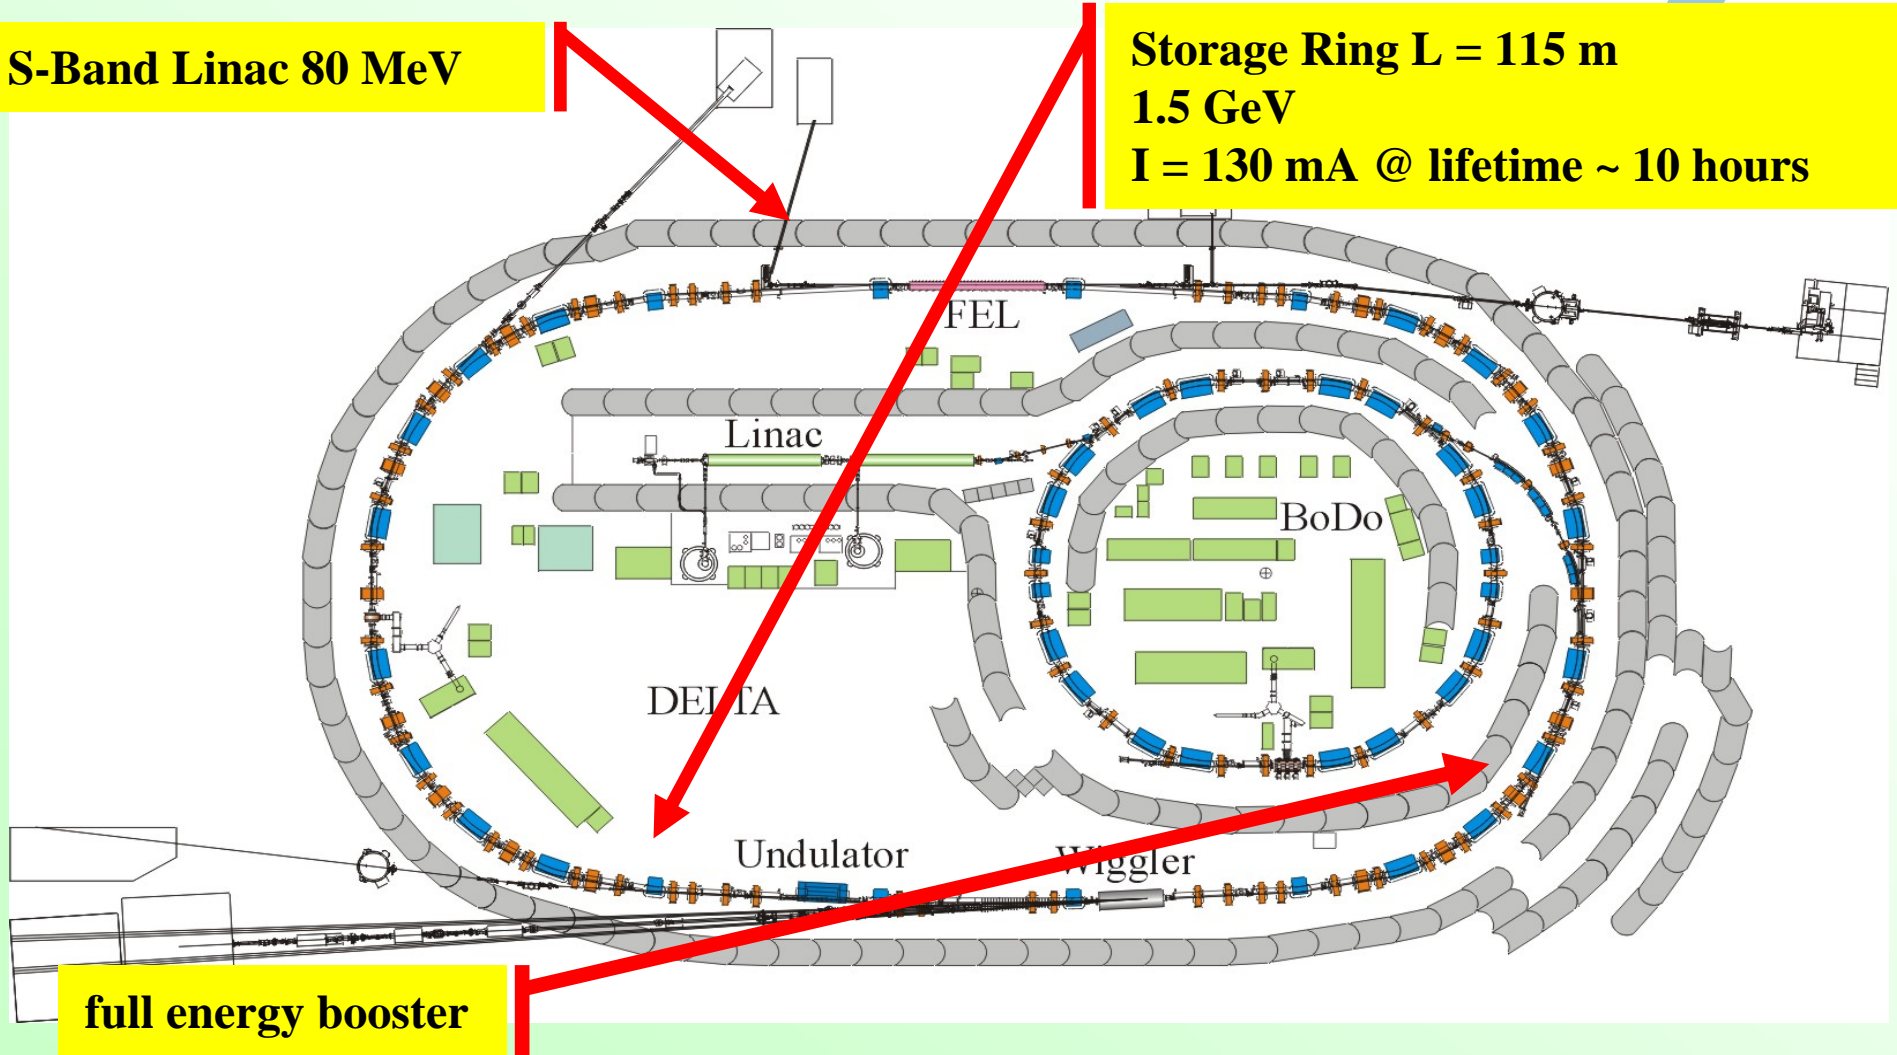 S-Band Linac 80 MeV
Storage Ring L = 115 m
1.5 GeV
I = 130 mA @ lifetime ~ 10 hours
FEL
Linac
BoDo
DELTA
Undulator
Wiggler
full energy booster